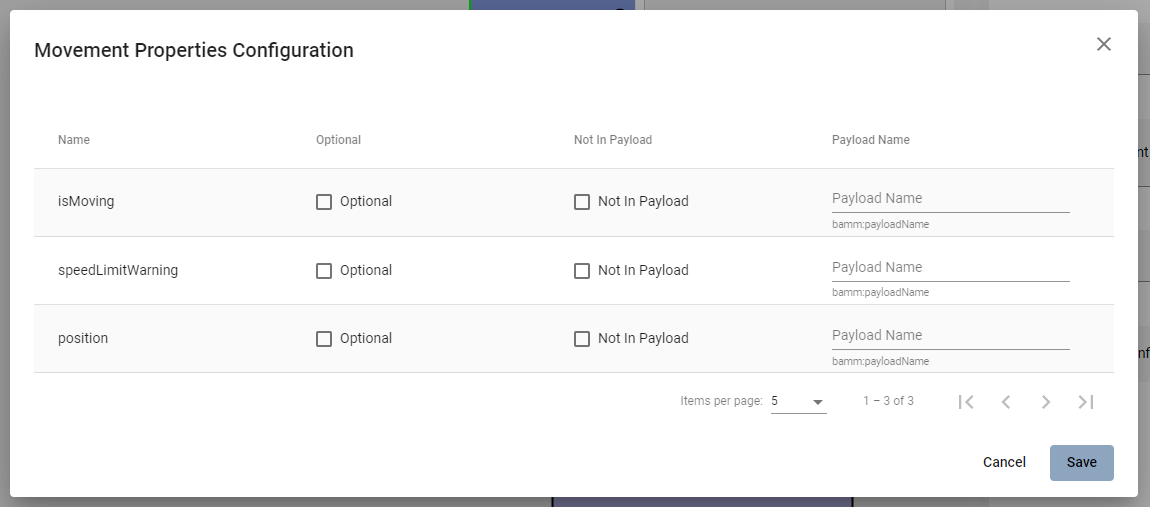 Movement Properties Configuration
Name Optional Not In Payload Payload Name
isMoving Optional Not In Payload Payload Name
bamm:payloadName
speedLimitWarning Optional Not In Payload Payload Name
bamm:payloadName
position Optional Not In Payload Payload Name
bamm:payloadName
Items per page: 5 1 – 3 of 3
Cancel Save